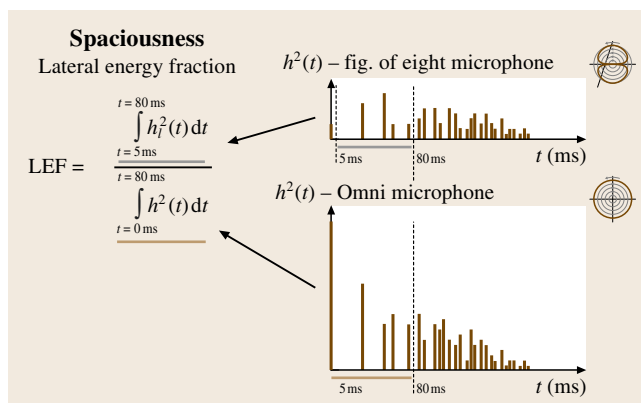 Spaciousness
Lateral energy fraction
h²(t) – fig. of eight microphone
t = 80 ms
∫ hₗ²(t) dt
t = 5 ms
LEF =
t = 80 ms
∫ h²(t) dt
t = 0 ms
5 ms
80 ms
t (ms)
h²(t) – Omni microphone
5 ms
80 ms
t (ms)